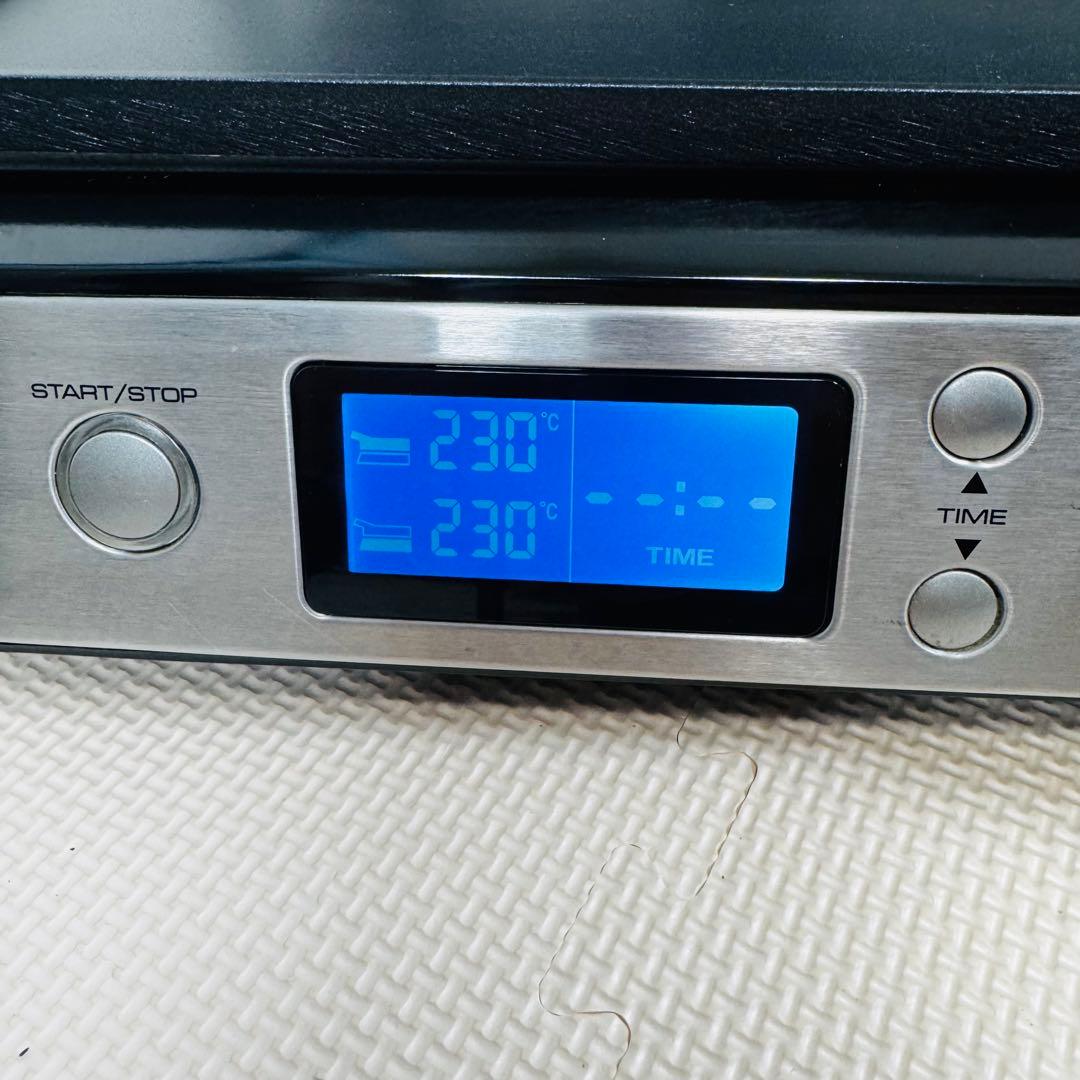 START/STOP
230°C
230°C
- -:- -
TIME
▲
TIME
▼